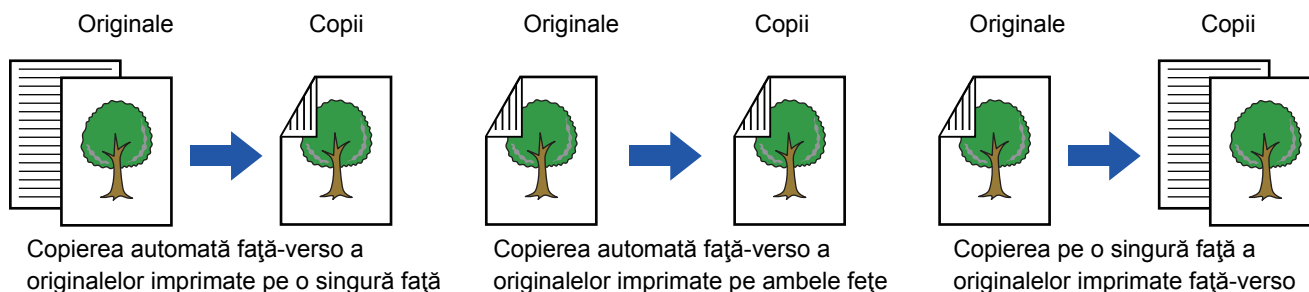 Originale Copii
Copierea automată faţă-verso a
originalelor imprimate pe o singură faţă
Originale Copii
Copierea automată faţă-verso a
originalelor imprimate pe ambele feţe
Originale Copii
Copierea pe o singură faţă a
originalelor imprimate faţă-verso